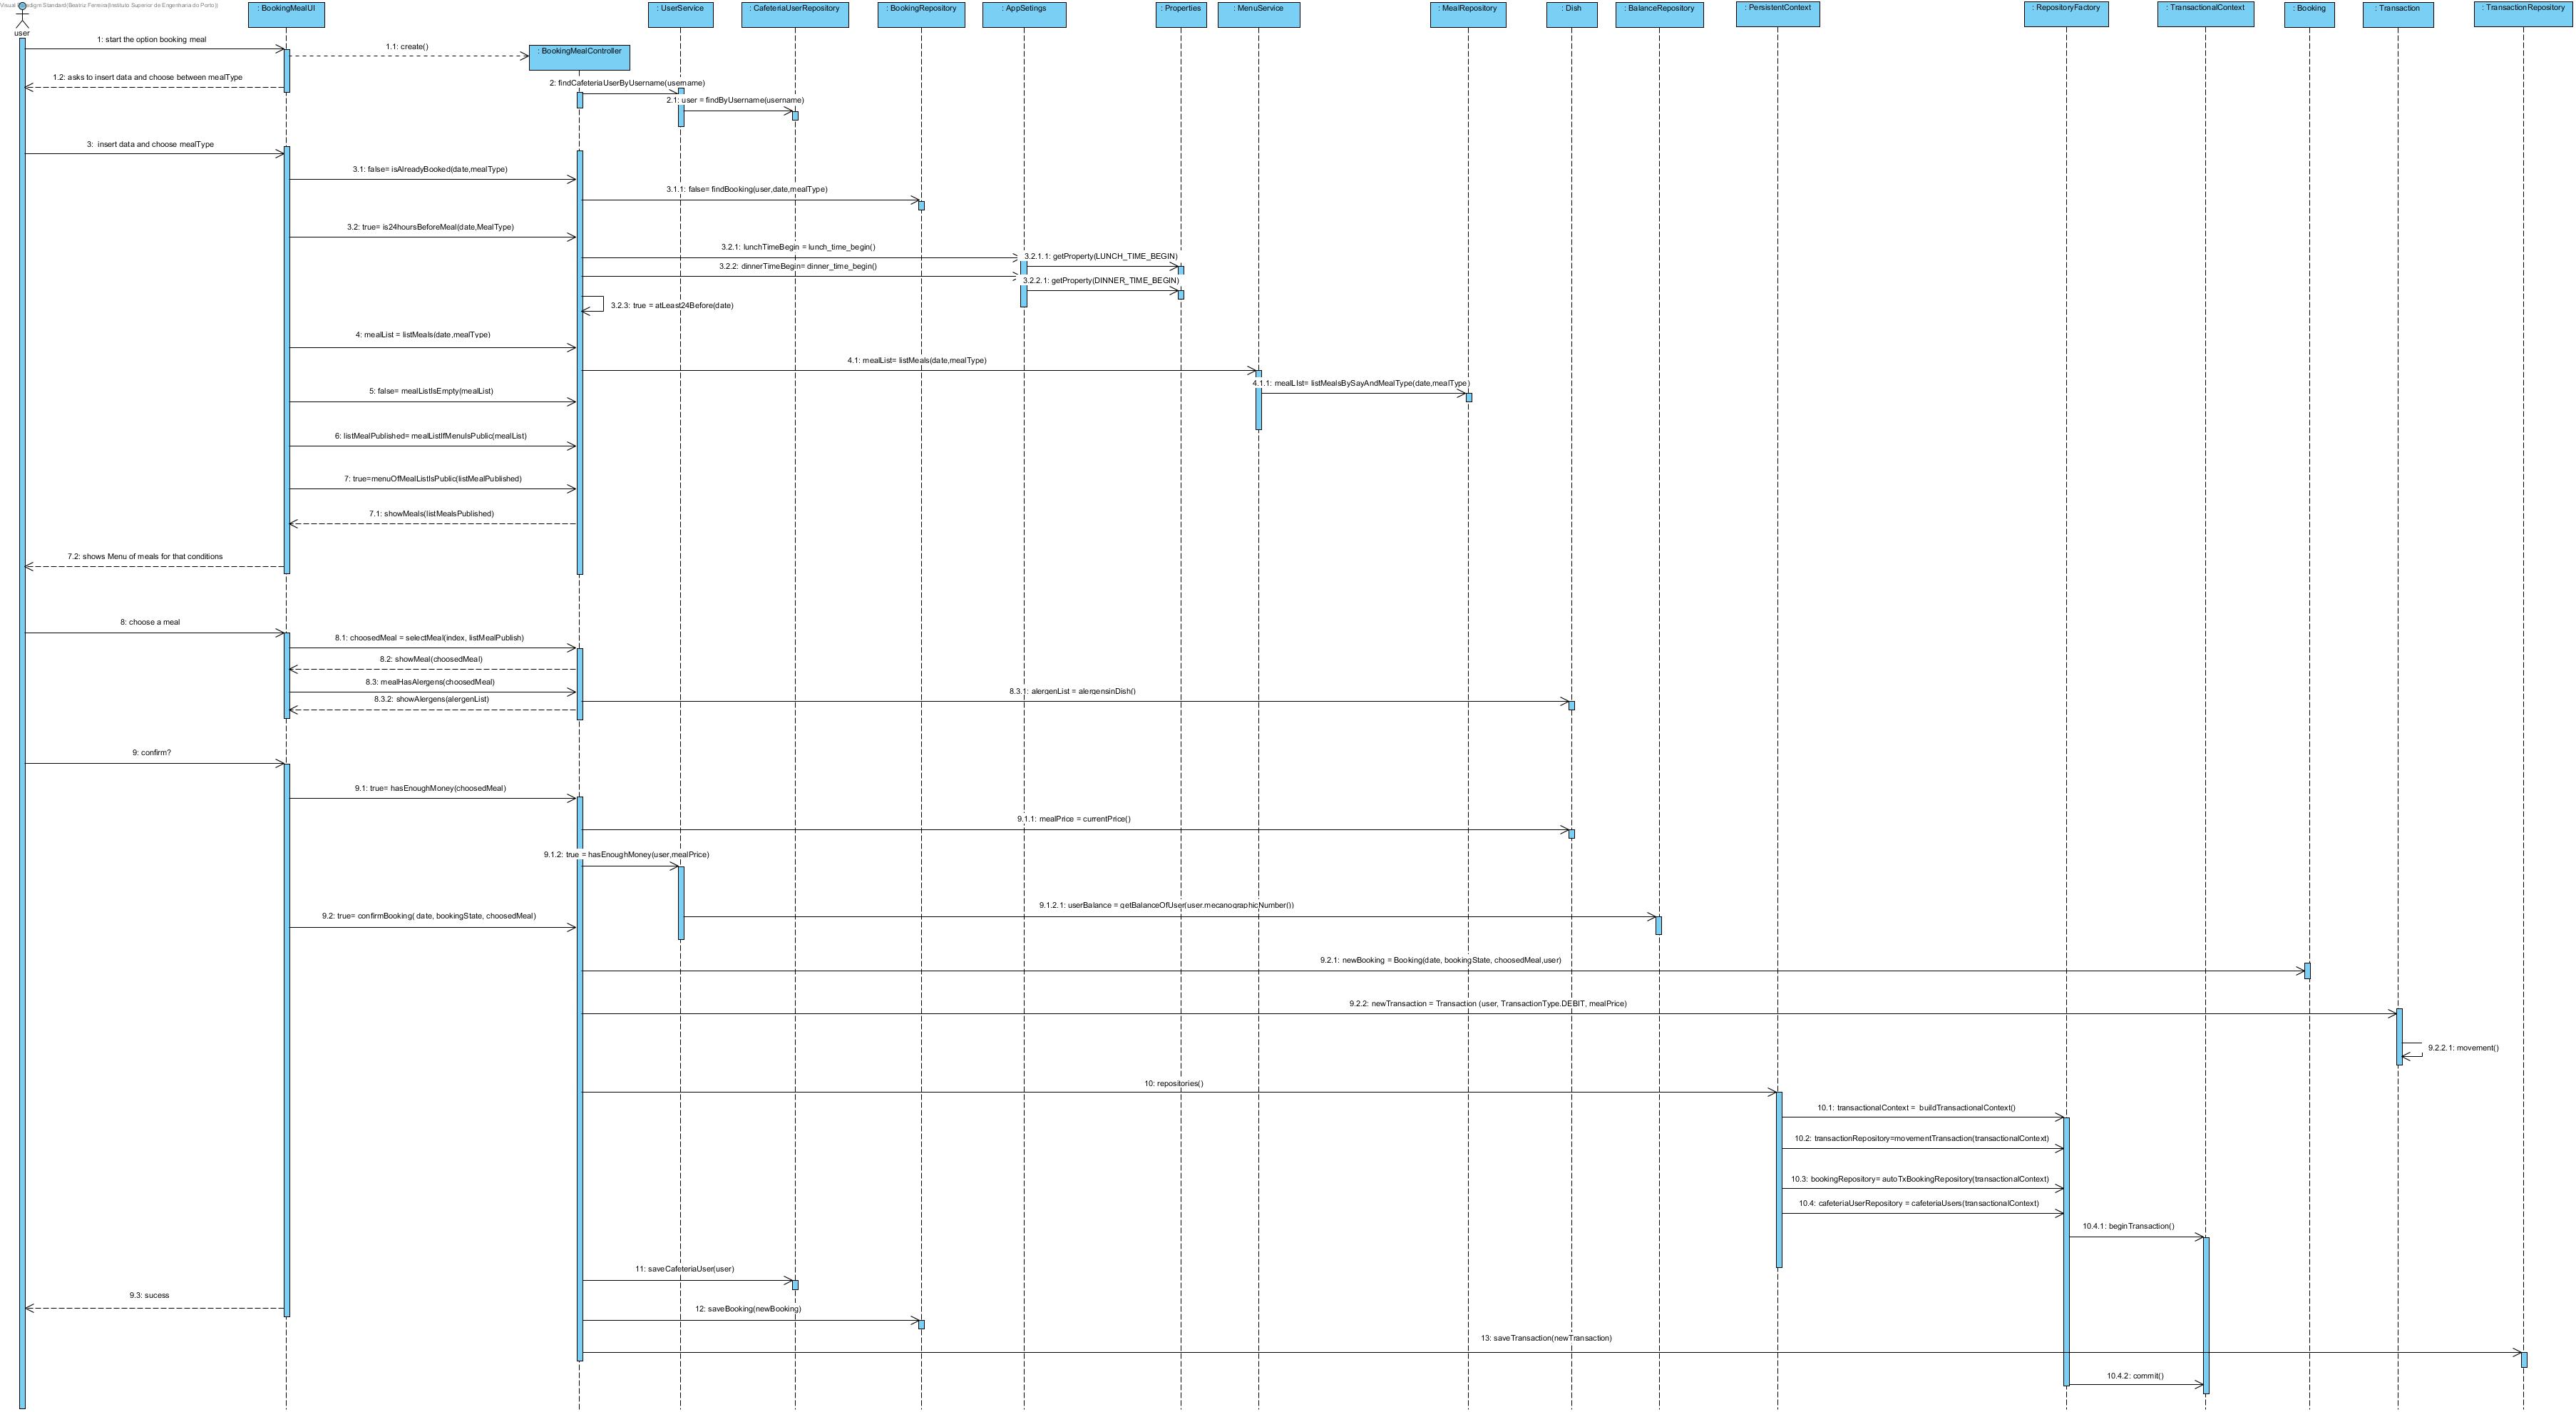 Visual Paradigm Standard(Beatriz Ferreira(Instituto Superior de Engenharia do Porto))
user
: BookingMealUI
: UserService
: CafeteriaUserRepository
: BookingRepository
: AppSetings
: Properties
: MenuService
: MealRepository
: Dish
: BalanceRepository
: PersistentContext
: RepositoryFactory
: TransactionalContext
: Booking
: Transaction
: TransactionRepository
1: start the option booking meal
1.1: create()
: BookingMealController
1.2: asks to insert data and choose between mealType
2: findCafeteriaUserByUsername(username)
2.1: user = findByUsername(username)
3:  insert data and choose mealType
3.1: false= isAlreadyBooked(date,mealType)
3.1.1: false= findBooking(user,date,mealType)
3.2: true= is24hoursBeforeMeal(date,MealType)
3.2.1: lunchTimeBegin = lunch_time_begin()
3.2.1.1: getProperty(LUNCH_TIME_BEGIN)
3.2.2: dinnerTimeBegin= dinner_time_begin()
3.2.2.1: getProperty(DINNER_TIME_BEGIN)
3.2.3: true = atLeast24Before(date)
4: mealList = listMeals(date,mealType)
4.1: mealList= listMeals(date,mealType)
4.1.1: mealList= listMealsBySayAndMealType(date,mealType)
5: false= mealListIsEmpty(mealList)
6: listMealPublished= mealListIfMenuIsPublic(mealList)
7: true=menuOfMealListIsPublic(listMealPublished)
7.1: showMeals(listMealsPublished)
7.2: shows Menu of meals for that conditions
8: choose a meal
8.1: choosedMeal = selectMeal(index, listMealPublish)
8.2: showMeal(choosedMeal)
8.3: mealHasAlergens(choosedMeal)
8.3.1: alergenList = alergensinDish()
8.3.2: showAlergens(alergenList)
9: confirm?
9.1: true= hasEnoughMoney(choosedMeal)
9.1.1: mealPrice = currentPrice()
9.1.2: true = hasEnoughMoney(user,mealPrice)
9.1.2.1: userBalance = getBalanceOfUser(user.mecanographicNumber())
9.2: true= confirmBooking( date, bookingState, choosedMeal)
9.2.1: newBooking = Booking(date, bookingState, choosedMeal,user)
9.2.2: newTransaction = Transaction (user, TransactionType.DEBIT, mealPrice)
9.2.2.1: movement()
10: repositories()
10.1: transactionalContext =  buildTransactionalContext()
10.2: transactionRepository=movementTransaction(transactionalContext)
10.3: bookingRepository= autoTxBookingRepository(transactionalContext)
10.4: cafeteriaUserRepository = cafeteriaUsers(transactionalContext)
10.4.1: beginTransaction()
11: saveCafeteriaUser(user)
9.3: sucess
12: saveBooking(newBooking)
13: saveTransaction(newTransaction)
10.4.2: commit()